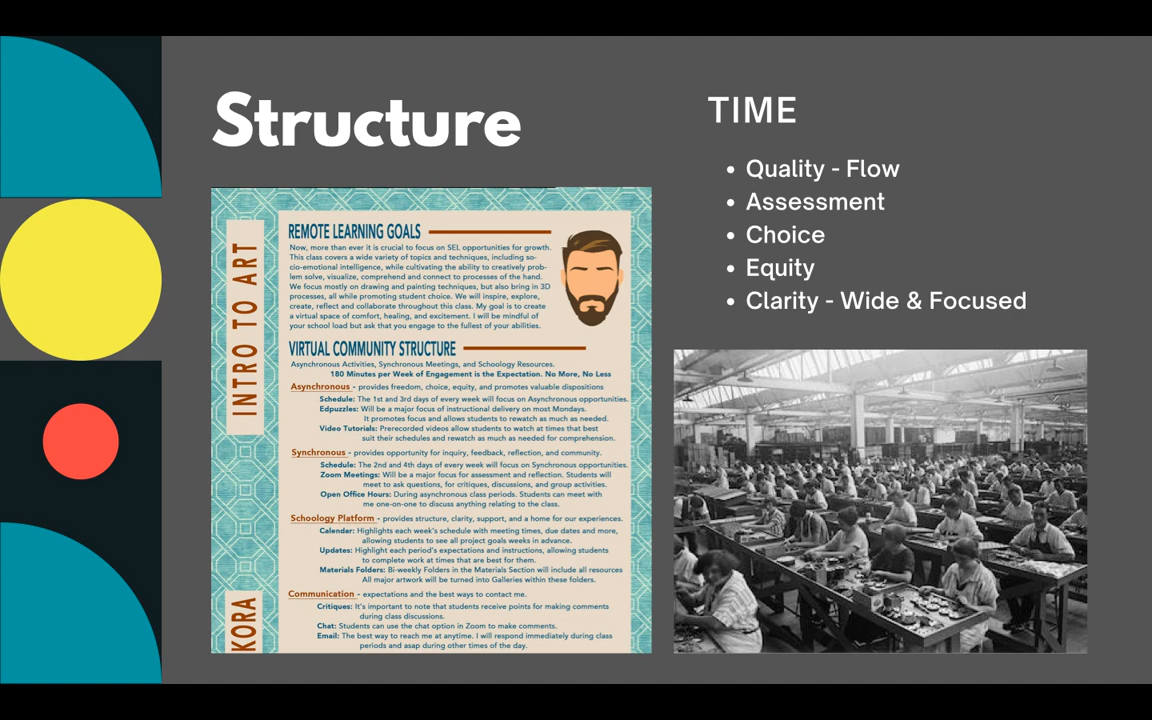 Structure
INTRO TO ART
KORA
REMOTE LEARNING GOALS
Now, more than ever it is crucial to focus on SEL opportunities for growth.
This class covers a wide variety of topics and techniques, including so-
cio-emotional intelligence, while cultivating the ability to creatively prob-
lem solve, visualize, comprehend and connect to processes of the hand.
We focus mostly on drawing and painting techniques, but also bring in 3D
processes, all while promoting student choice. We will inspire, explore,
create, reflect and collaborate throughout this class. My goal is to create
a virtual space of comfort, healing, and excitement. I will be mindful of
your school load but ask that you engage to the fullest of your abilities.
VIRTUAL COMMUNITY STRUCTURE
Asynchronous Activities, Synchronous Meetings, and Schoology Resources.
180 Minutes per Week of Engagement is the Expectation. No More, No Less
Asynchronous - provides freedom, choice, equity, and promotes valuable dispositions
Schedule: The 1st and 3rd days of every week will focus on Asynchronous opportunities.
Edpuzzles: Will be a major focus of instructional delivery on most Mondays.
It promotes focus and allows students to rewatch as much as needed.
Video Tutorials: Prerecorded videos allow students to watch at times that best
suit their schedules and rewatch as much as needed for comprehension.
Synchronous - provides opportunity for inquiry, feedback, reflection, and community.
Schedule: The 2nd and 4th days of every week will focus on Synchronous opportunities.
Zoom Meetings: Will be a major focus for assessment and reflection. Students will
meet to ask questions, for critiques, discussions, and group activities.
Open Office Hours: During asynchronous class periods. Students can meet with
me one-on-one to discuss anything relating to the class.
Schoology Platform - provides structure, clarity, support, and a home for our experiences.
Calendar: Highlights each week's schedule with meeting times, due dates and more,
allowing students to see all project goals weeks in advance.
Updates: Highlight each period's expectations and instructions, allowing students
to complete work at times that are best for them.
Materials Folders: Bi-weekly Folders in the Materials Section will include all resources
All major artwork will be turned into Galleries within these folders.
Communication - expectations and the best ways to contact me.
Critiques: It's important to note that students receive points for making comments
during class discussions.
Chat: Students can use the chat option in Zoom to make comments.
Email: The best way to reach me at anytime. I will respond immediately during class
periods and asap during other times of the day.
TIME
• Quality - Flow
• Assessment
• Choice
• Equity
• Clarity - Wide & Focused